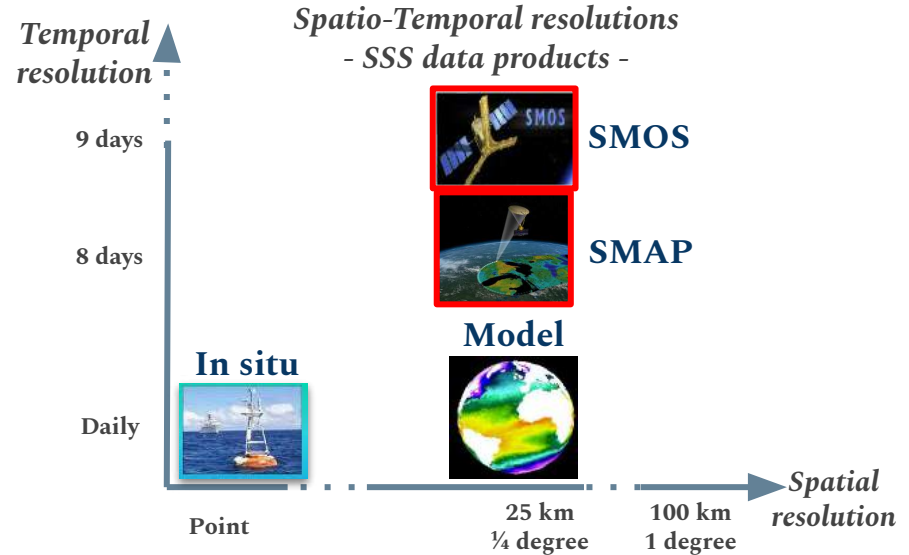 Temporal
resolution
Spatio-Temporal resolutions
- SSS data products -
9 days
SMOS
SMOS
8 days
SMAP
Model
In situ
Daily
Point
25 km
¼ degree
100 km
1 degree
Spatial
resolution